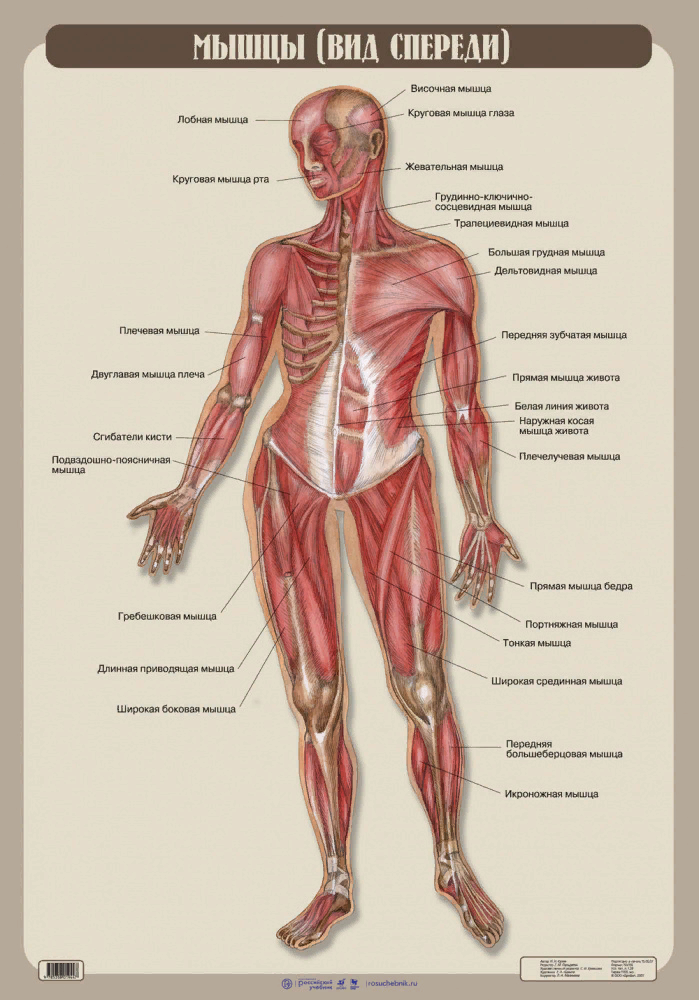 МЫШЦЫ (ВИД СПЕРЕДИ)
Височная мышца
Лобная мышца
Круговая мышца глаза
Жевательная мышца
Круговая мышца рта
Грудинно-ключично-
сосцевидная мышца
Трапециевидная мышца
Большая грудная мышца
Дельтовидная мышца
Плечевая мышца
Передняя зубчатая мышца
Двуглавая мышца плеча
Прямая мышца живота
Белая линия живота
Наружная косая
мышца живота
Сгибатели кисти
Плечелучевая мышца
Подвздошно-поясничная
мышца
Прямая мышца бедра
Гребешковая мышца
Портняжная мышца
Тонкая мышца
Длинная приводящая мышца
Широкая срединная мышца
Широкая боковая мышца
Передняя
большеберцовая мышца
Икроножная мышца
российский
учебник
rosuchebnik.ru